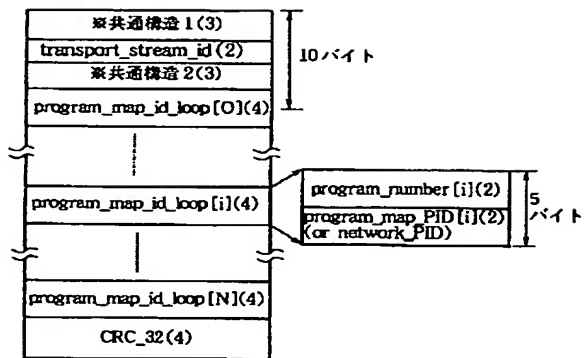 ※共通構造1(3)
transport_stream_id(2)
※共通構造2(3)
program_map_id_loop[0](4)
10バイト
program_map_id_loop[i](4)
program_number[i](2)
program_map_PID[i](2)
(or network_PID)
5
バイト
program_map_id_loop[N](4)
CRC_32(4)